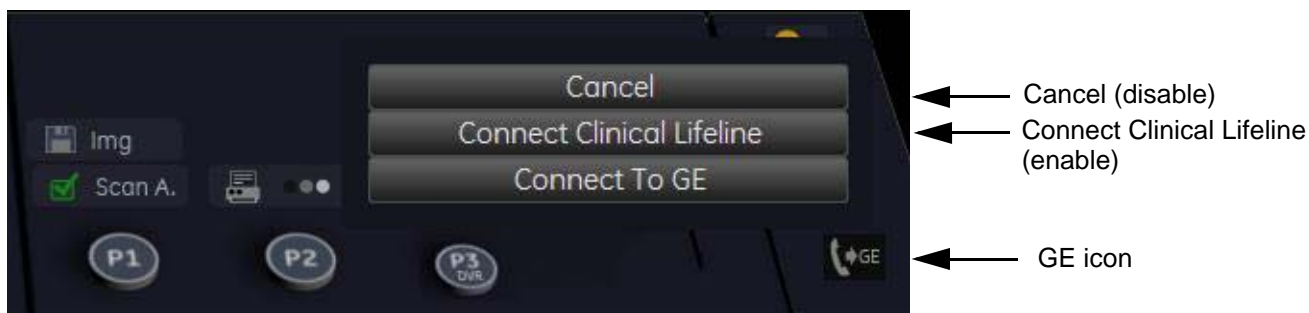 Cancel
Cancel (disable)
Connect Clinical Lifeline
Connect Clinical Lifeline
(enable)
Img
Scan A.
Connect To GE
P1
P2
P3
DVR
GE
GE icon